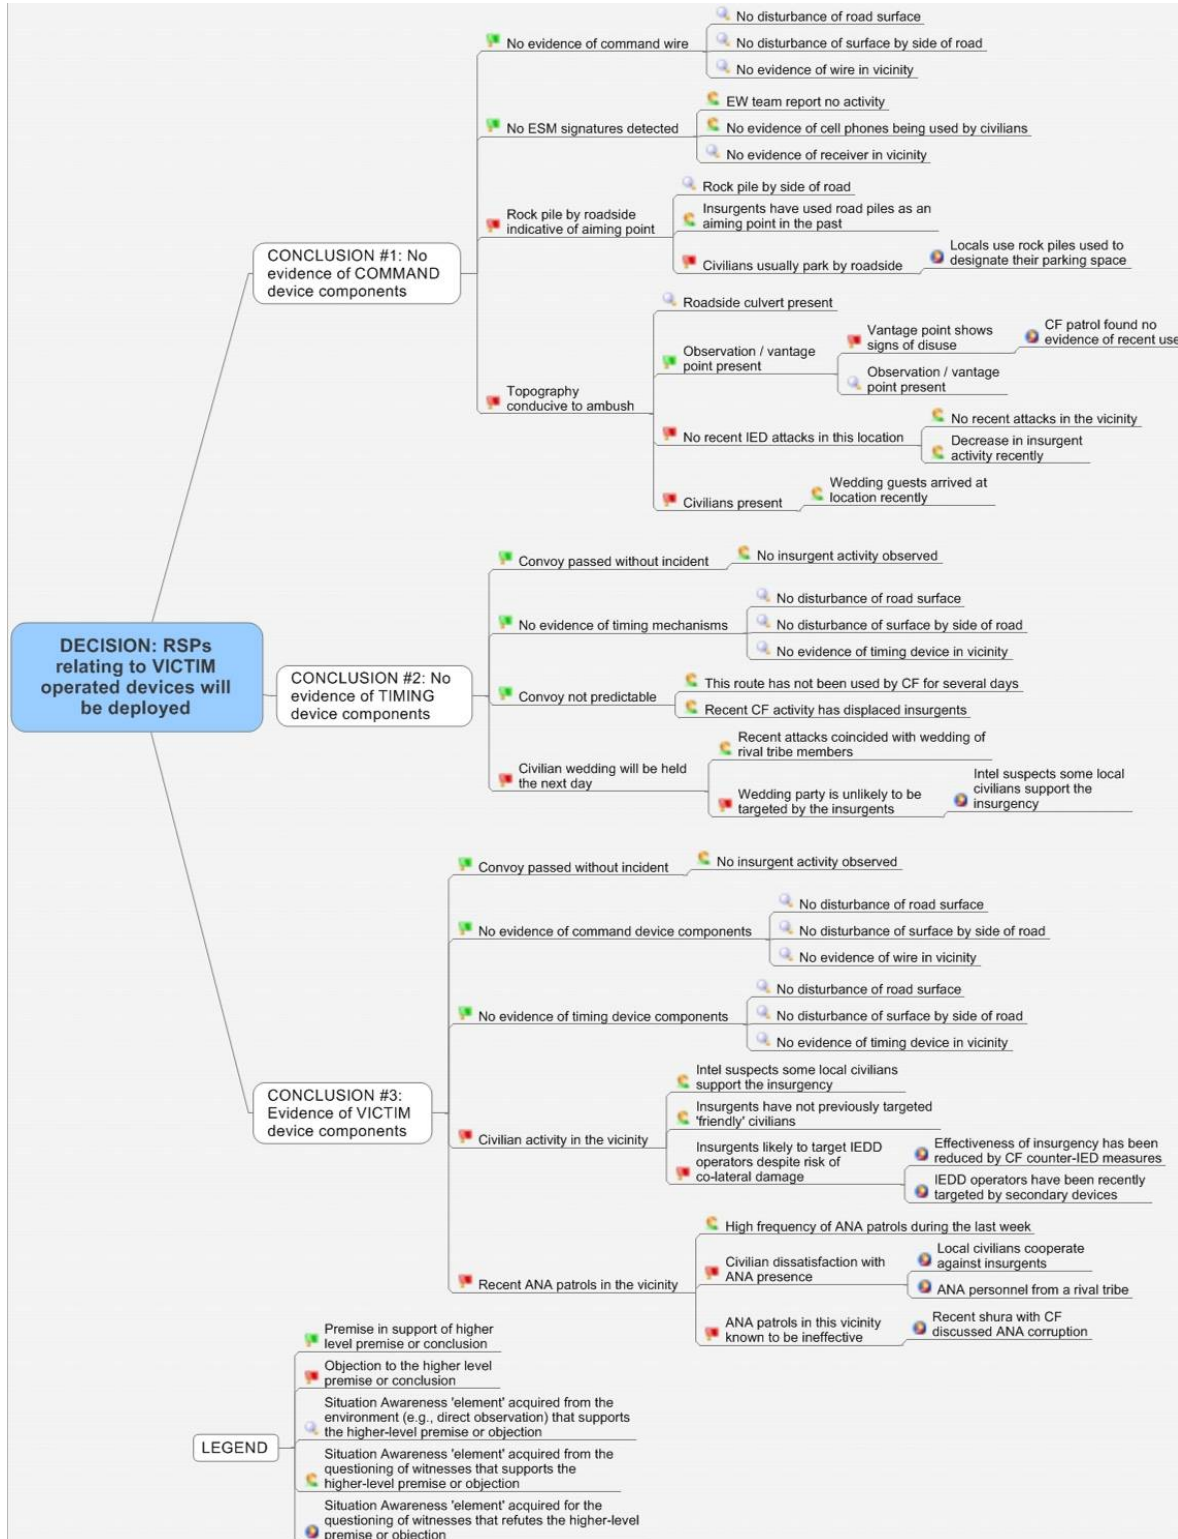 No disturbance of road surface
No evidence of command wire
No disturbance of surface by side of road
No evidence of wire in vicinity
EW team report no activity
No ESM signatures detected
No evidence of cell phones being used by civilians
No evidence of receiver in vicinity
Rock pile by side of road
Rock pile by roadside
indicative of aiming point
Insurgents have used road piles as an
aiming point in the past
Civilians usually park by roadside
Locals use rock piles used to
designate their parking space
CONCLUSION #1: No
evidence of COMMAND
device components
Roadside culvert present
Observation / vantage
point present
Vantage point shows
signs of disuse
CF patrol found no
evidence of recent use
Observation / vantage
point present
Topography
conducive to ambush
No recent IED attacks in this location
No recent attacks in the vicinity
Decrease in insurgent
activity recently
Civilians present
Wedding guests arrived at
location recently
Convoy passed without incident
No insurgent activity observed
No disturbance of road surface
No evidence of timing mechanisms
No disturbance of surface by side of road
No evidence of timing device in vicinity
DECISION: RSPs
relating to VICTIM
operated devices will
be deployed
CONCLUSION #2: No
evidence of TIMING
device components
Convoy not predictable
This route has not been used by CF for several days
Recent CF activity has displaced insurgents
Civilian wedding will be held
the next day
Recent attacks coincided with wedding of
rival tribe members
Wedding party is unlikely to be
targeted by the insurgents
Intel suspects some local
civilians support the
insurgency
Convoy passed without incident
No insurgent activity observed
No disturbance of road surface
No evidence of command device components
No disturbance of surface by side of road
No evidence of wire in vicinity
No disturbance of road surface
No evidence of timing device components
No disturbance of surface by side of road
No evidence of timing device in vicinity
CONCLUSION #3:
Evidence of VICTIM
device components
Civilian activity in the vicinity
Intel suspects some local civilians
support the insurgency
Insurgents have not previously targeted
'friendly' civilians
Insurgents likely to target IEDD
operators despite risk of
co-lateral damage
Effectiveness of insurgency has been
reduced by CF counter-IED measures
IEDD operators have been recently
targeted by secondary devices
Recent ANA patrols in the vicinity
High frequency of ANA patrols during the last week
Civilian dissatisfaction with
ANA presence
Local civilians cooperate
against insurgents
ANA personnel from a rival tribe
ANA patrols in this vicinity
known to be ineffective
Recent shura with CF
discussed ANA corruption
LEGEND
Premise in support of higher
level premise or conclusion
Objection to the higher level
premise or conclusion
Situation Awareness 'element' acquired from the
environment (e.g., direct observation) that supports
the higher-level premise or objection
Situation Awareness 'element' acquired from the
questioning of witnesses that supports the
higher-level premise or objection
Situation Awareness 'element' acquired for the
questioning of witnesses that refutes the higher-level
premise or objection